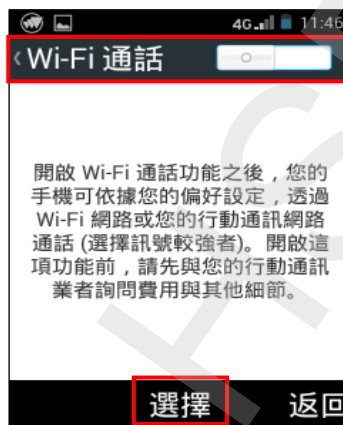 4G 11:46
Wi-Fi 通話
開啟 Wi-Fi 通話功能之後，您的
手機可依據您的偏好設定，透過
Wi-Fi 網路或您的行動通訊網路
通話 (選擇訊號較強者)。開啟這
項功能前，請先與您的行動通訊
業者詢問費用與其他細節。
選擇 返回